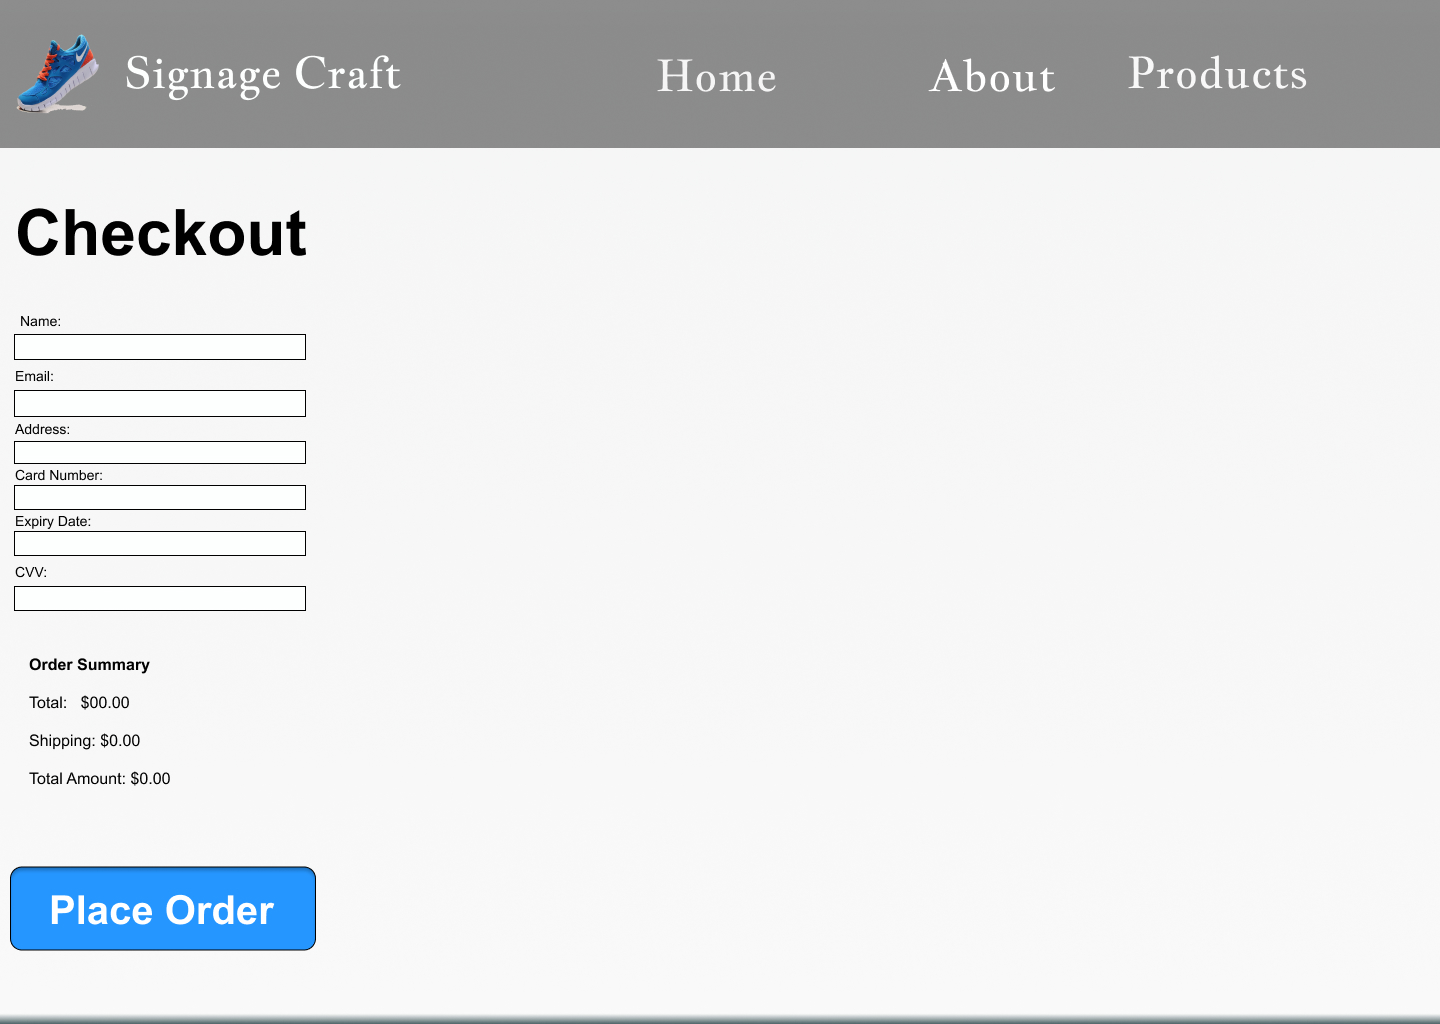 Signage Craft Home About Products
Checkout
Name:
Email:
Address:
Card Number:
Expiry Date:
CVV:
Order Summary
Total: $00.00
Shipping: $0.00
Total Amount: $0.00
Place Order